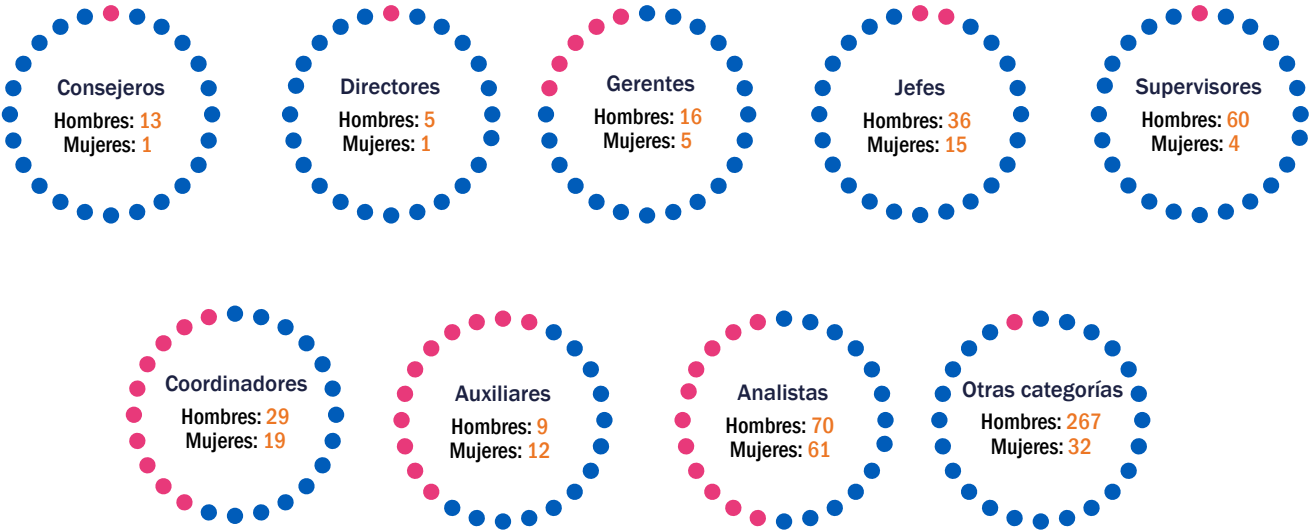 Consejeros
Hombres: 13
Mujeres: 1
Directores
Hombres: 5
Mujeres: 1
Gerentes
Hombres: 16
Mujeres: 5
Jefes
Hombres: 36
Mujeres: 15
Supervisores
Hombres: 60
Mujeres: 4
Coordinadores
Hombres: 29
Mujeres: 19
Auxiliares
Hombres: 9
Mujeres: 12
Analistas
Hombres: 70
Mujeres: 61
Otras categorías
Hombres: 267
Mujeres: 32